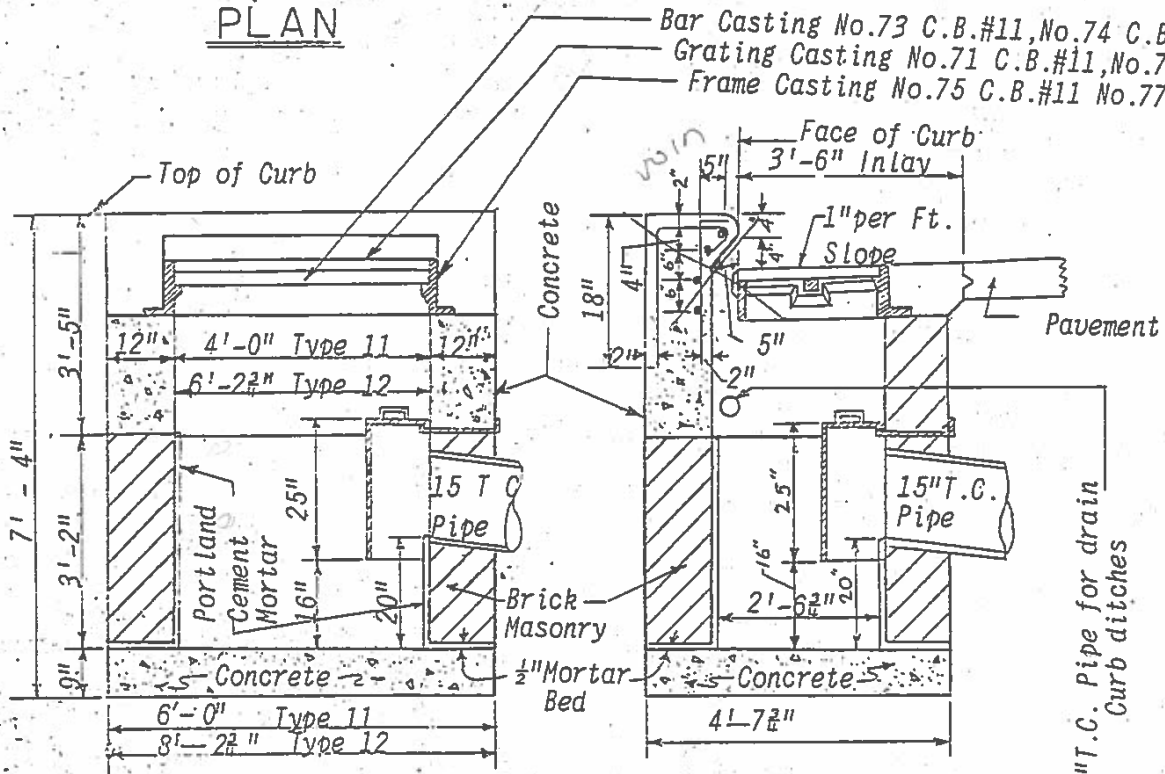 PLAN
Bar Casting No.73 C.B.#11,No.74 C.B
Grating Casting No.71 C.B.#11,No.7
Frame Casting No.75 C.B.#11 No.77
Face of Curb
3'-6" Inlay
5"
2"
Top of Curb
1"per Ft.
Slope
4"
4"
4"
6"
6"
18"
Concrete
Pavement
5"
2"
2"
12"
4'-0" Type 11
12"
6'-2¾" Type 12
3'-5"
7'-4"
3'-2"
9"
25"
16"
20"
15 T C
Pipe
Portland
Cement
Mortar
Brick
Masonry
½"Mortar
Bed
Concrete
6'-0" Type 11
8'-2¾" Type 12
25"
16"
20"
15"T.C.
Pipe
2'-6¾"
Concrete
4'-7¾"
"T.C. Pipe for drain
Curb ditches